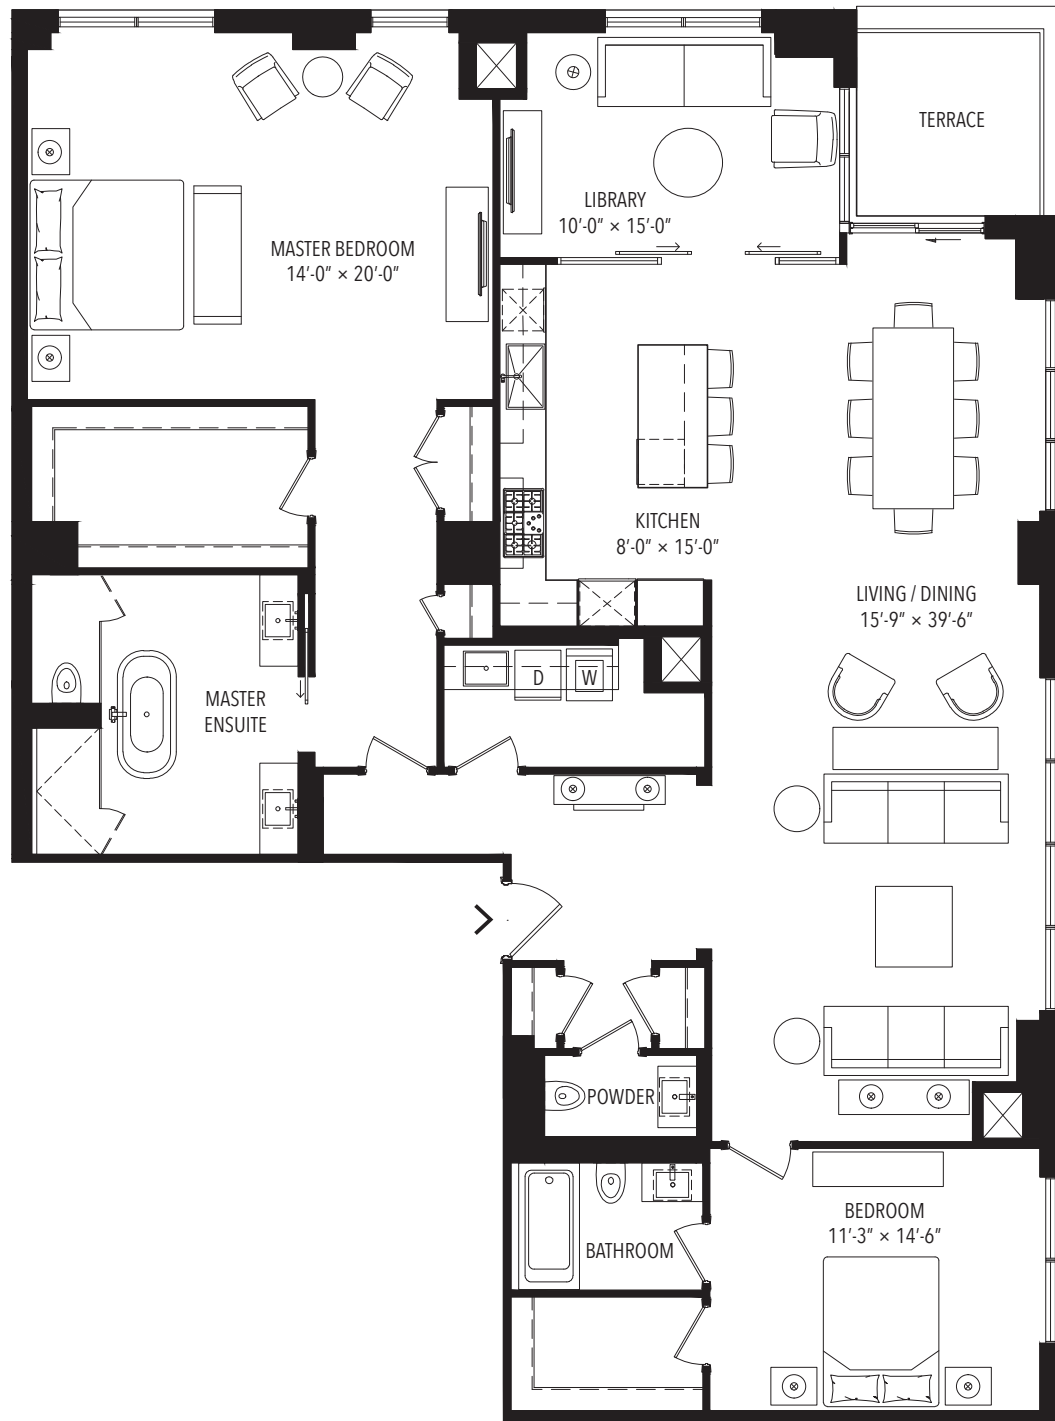 TERRACE
LIBRARY
10'-0" × 15'-0"
MASTER BEDROOM
14'-0" × 20'-0"
KITCHEN
8'-0" × 15'-0"
LIVING / DINING
15'-9" × 39'-6"
D
W
MASTER
ENSUITE
POWDER
BEDROOM
11'-3" × 14'-6"
BATHROOM